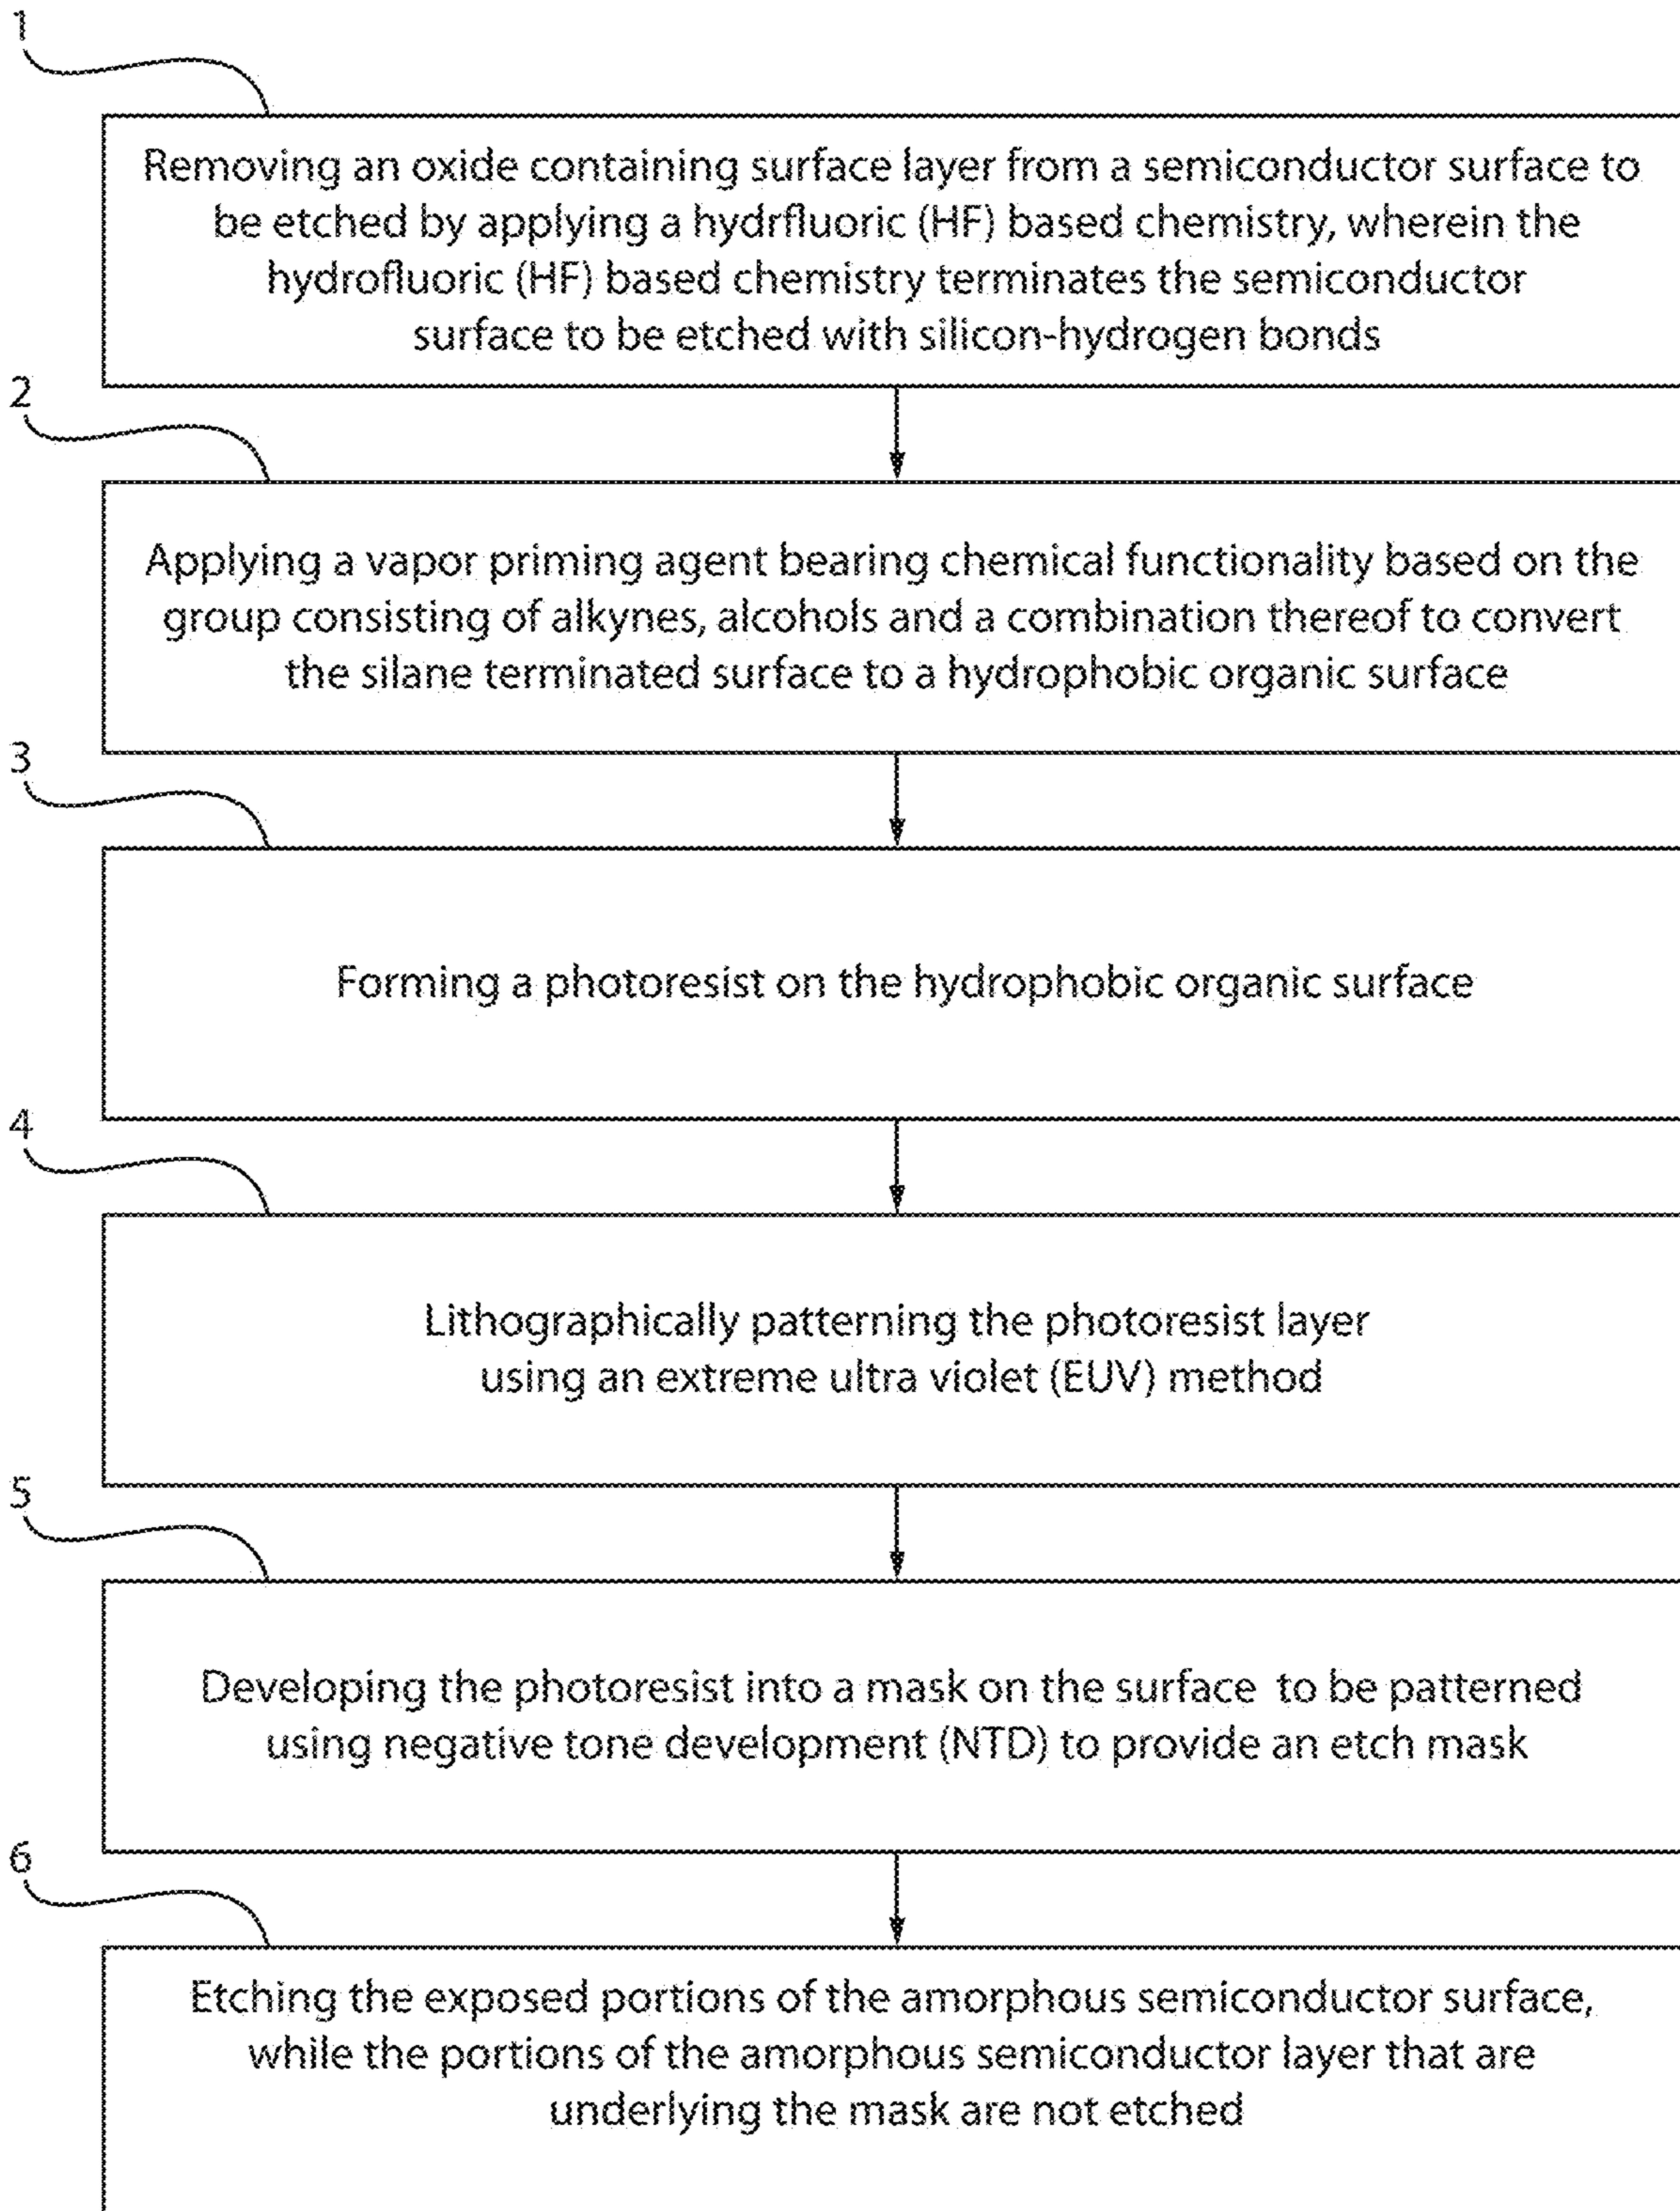 1
Removing an oxide containing surface layer from a semiconductor surface to
be etched by applying a hydrfluoric (HF) based chemistry, wherein the
hydrofluoric (HF) based chemistry terminates the semiconductor
surface to be etched with silicon-hydrogen bonds
2
Applying a vapor priming agent bearing chemical functionality based on the
group consisting of alkynes, alcohols and a combination thereof to convert
the silane terminated surface to a hydrophobic organic surface
3
Forming a photoresist on the hydrophobic organic surface
4
Lithographically patterning the photoresist layer
using an extreme ultra violet (EUV) method
5
Developing the photoresist into a mask on the surface to be patterned
using negative tone development (NTD) to provide an etch mask
6
Etching the exposed portions of the amorphous semiconductor surface,
while the portions of the amorphous semiconductor layer that are
underlying the mask are not etched